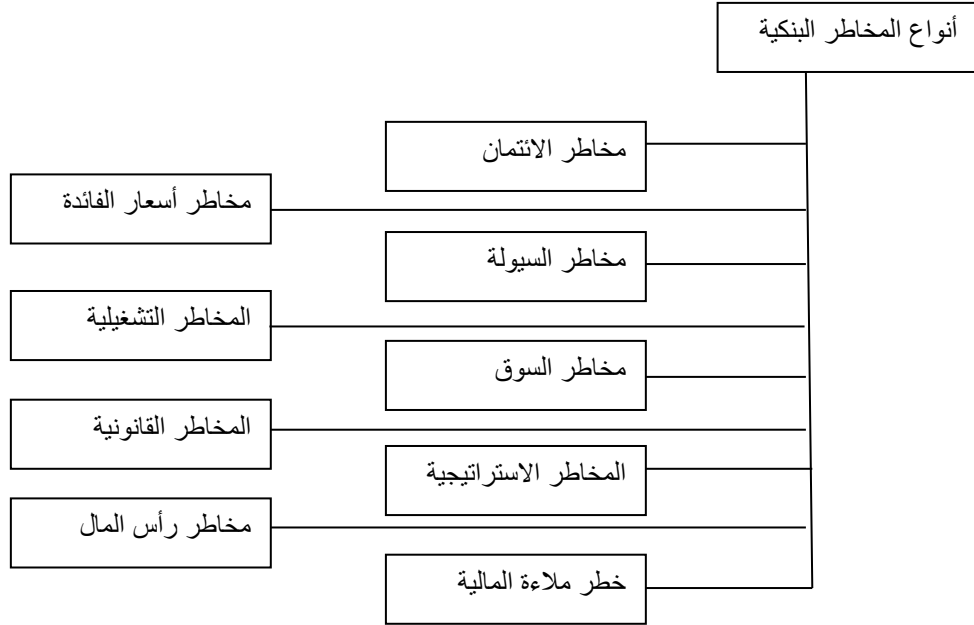 أنواع المخاطر البنكية
مخاطر الائتمان
مخاطر أسعار الفائدة
مخاطر السيولة
المخاطر التشغيلية
مخاطر السوق
المخاطر القانونية
المخاطر الاستراتيجية
مخاطر رأس المال
خطر ملاءة المالية